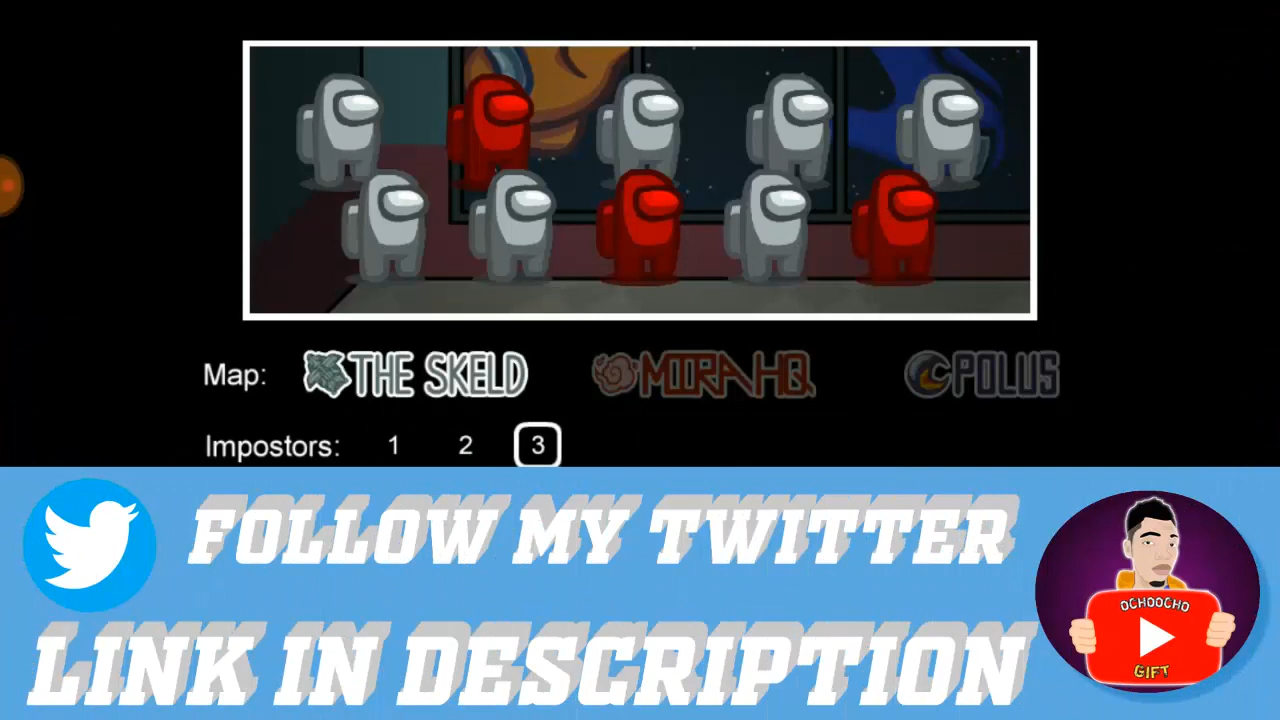 Map: THE SKELD MIRA HQ POLUS
Impostors: 1 2 3
FOLLOW MY TWITTER
LINK IN DESCRIPTION
OCHOOCHO
GIFT